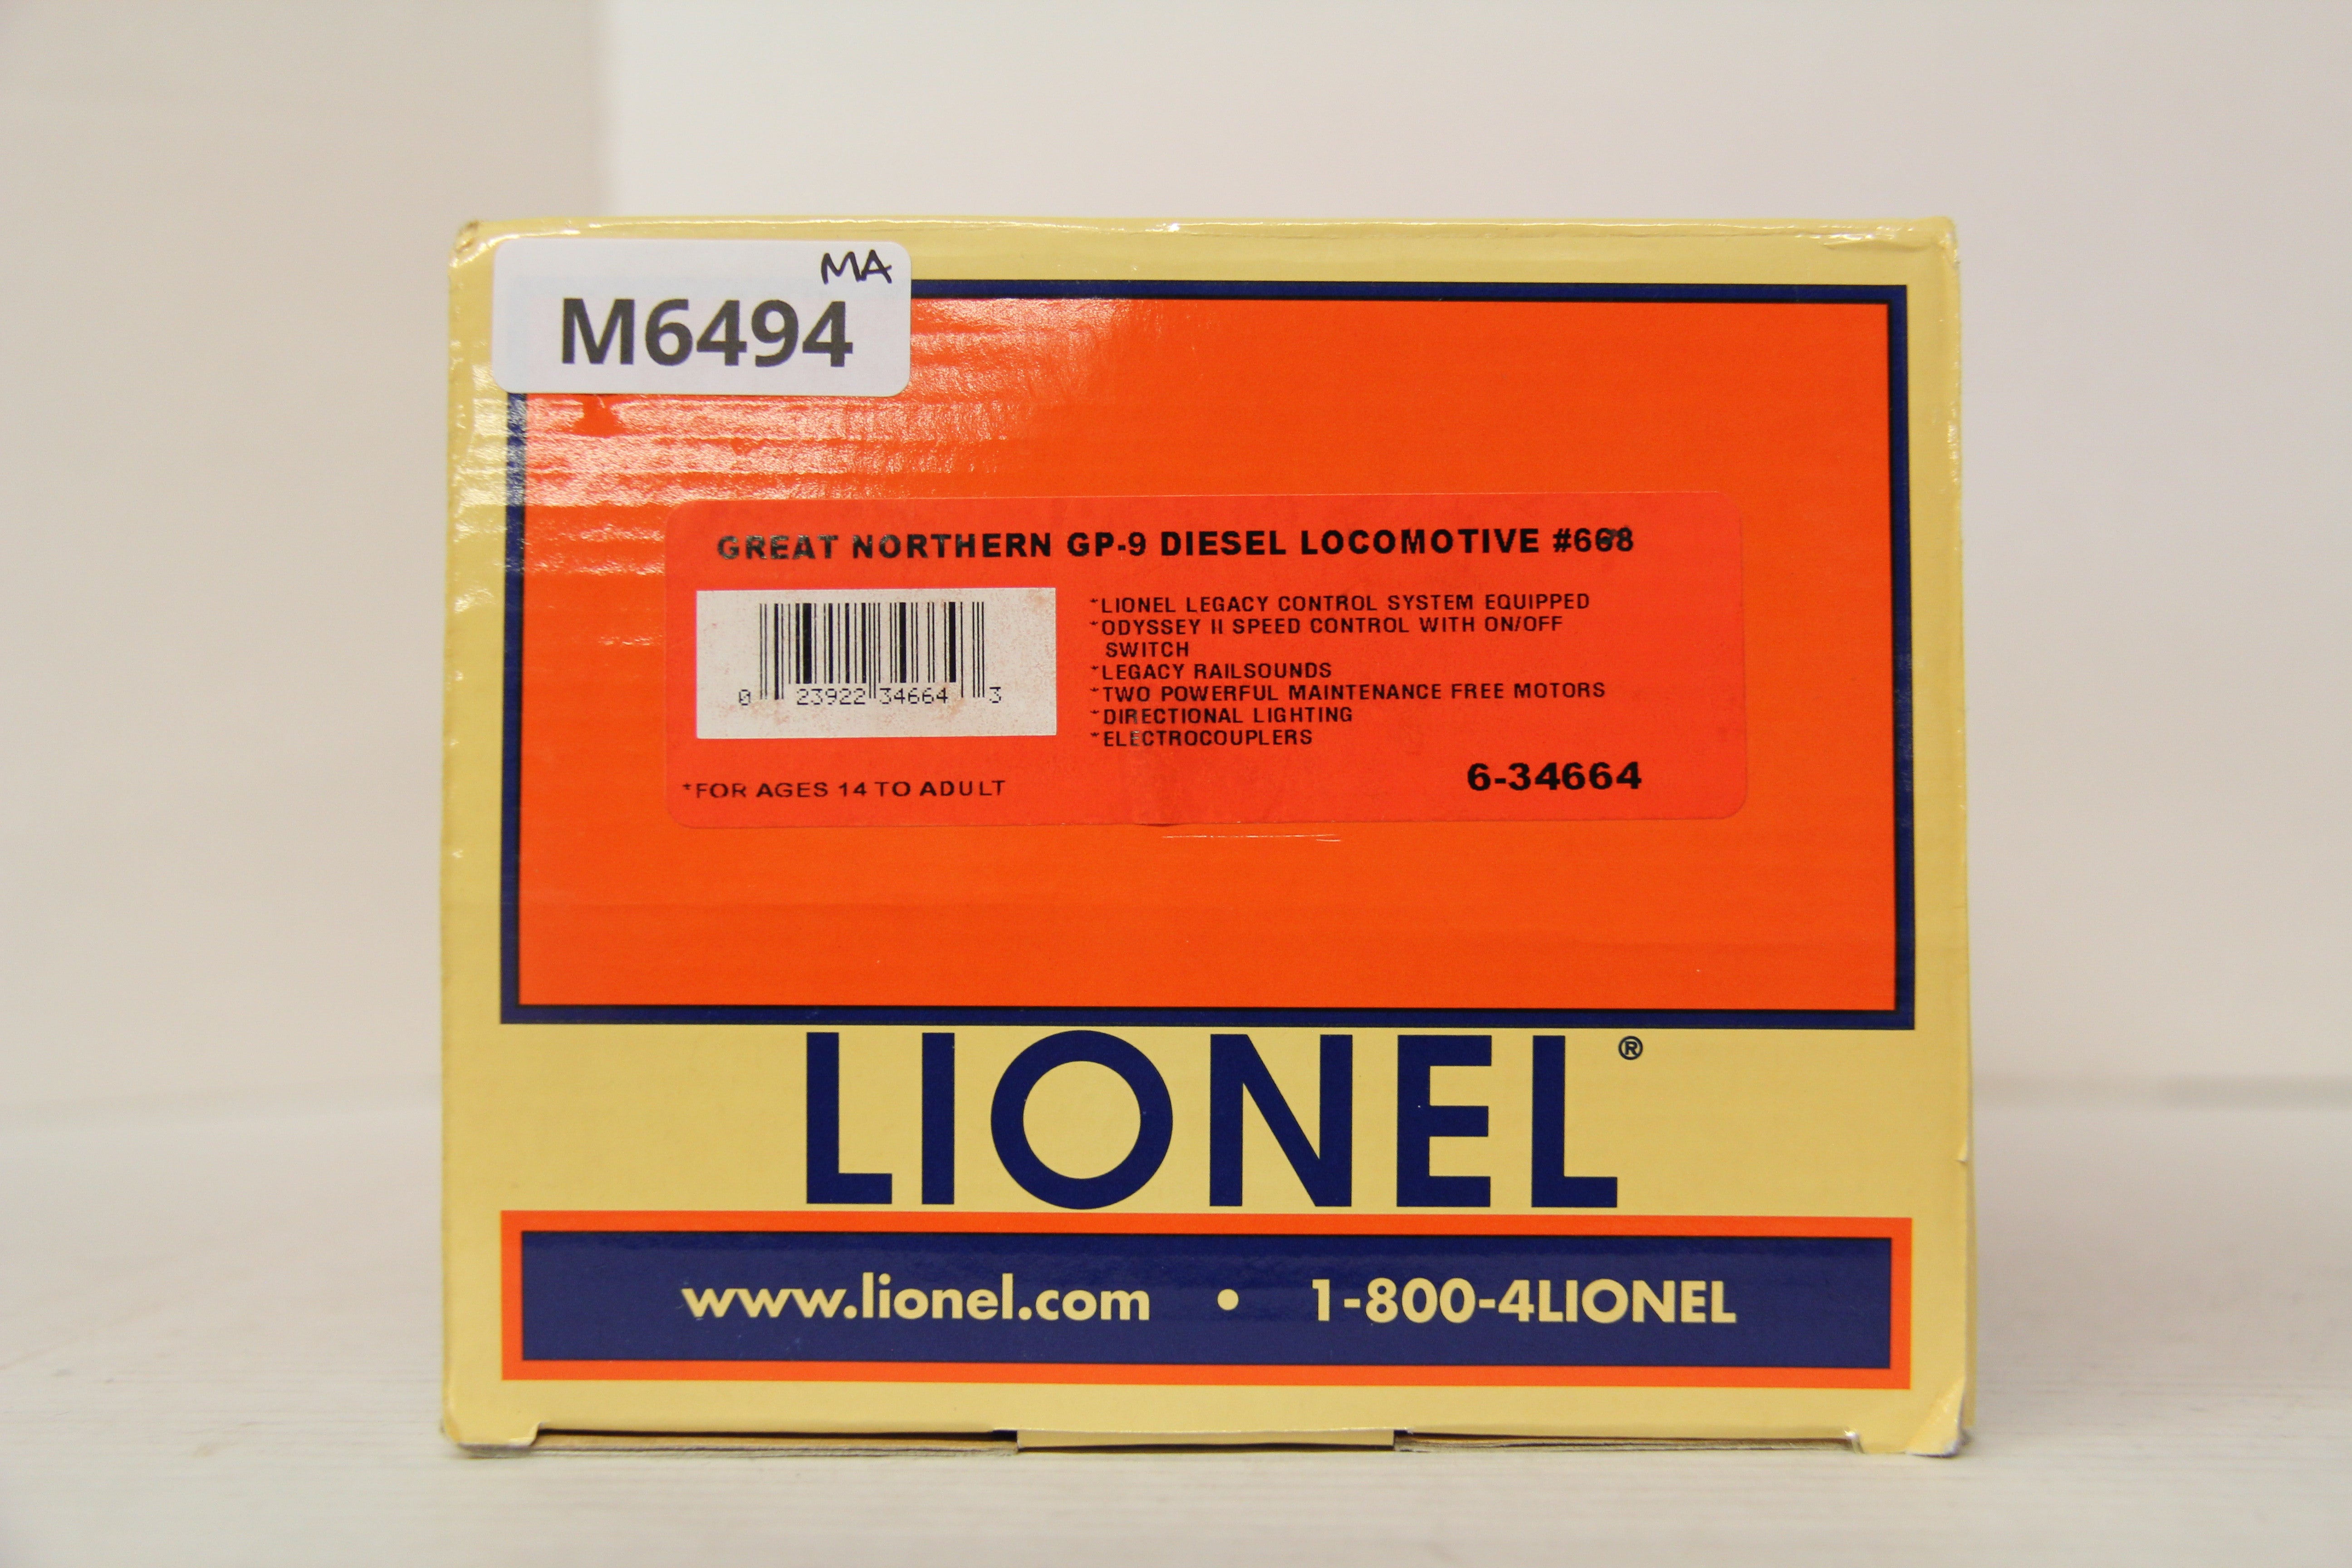 MA
M6494
GREAT NORTHERN GP-9 DIESEL LOCOMOTIVE #668
*LIONEL LEGACY CONTROL SYSTEM EQUIPPED
*ODYSSEY II SPEED CONTROL WITH ON/OFF
SWITCH
*LEGACY RAILSOUNDS
*TWO POWERFUL MAINTENANCE FREE MOTORS
*DIRECTIONAL LIGHTING
*ELECTROCOUPLERS
0 23922 34664 3
*FOR AGES 14 TO ADULT
6-34664
LIONEL®
www.lionel.com • 1-800-4LIONEL